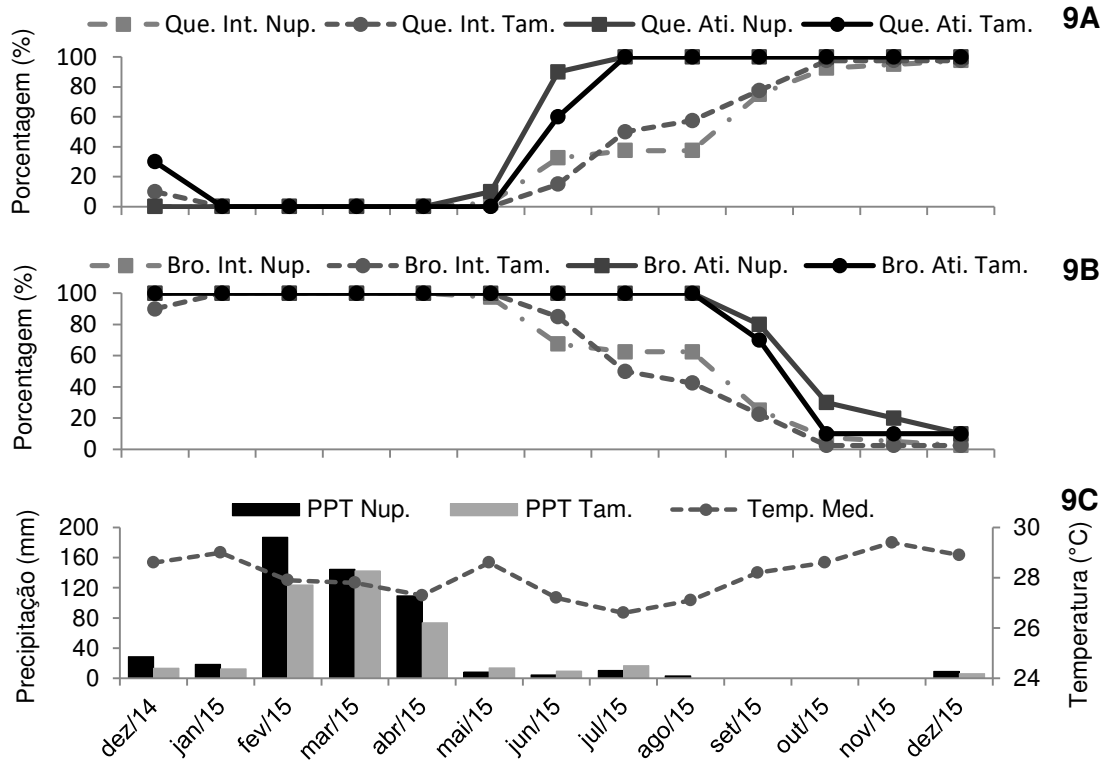 Que. Int. Nup. Que. Int. Tam. Que. Ati. Nup. Que. Ati. Tam. 9A
Porcentagem (%)
100
80
60
40
20
0
Bro. Int. Nup. Bro. Int. Tam. Bro. Ati. Nup. Bro. Ati. Tam. 9B
Porcentagem (%)
100
80
60
40
20
0
PPT Nup. PPT Tam. Temp. Med. 9C
Precipitação (mm)
200
160
120
80
40
0
30
28
26
24
Temperatura (°C)
dez/14 jan/15 fev/15 mar/15 abr/15 mai/15 jun/15 jul/15 ago/15 set/15 out/15 nov/15 dez/15